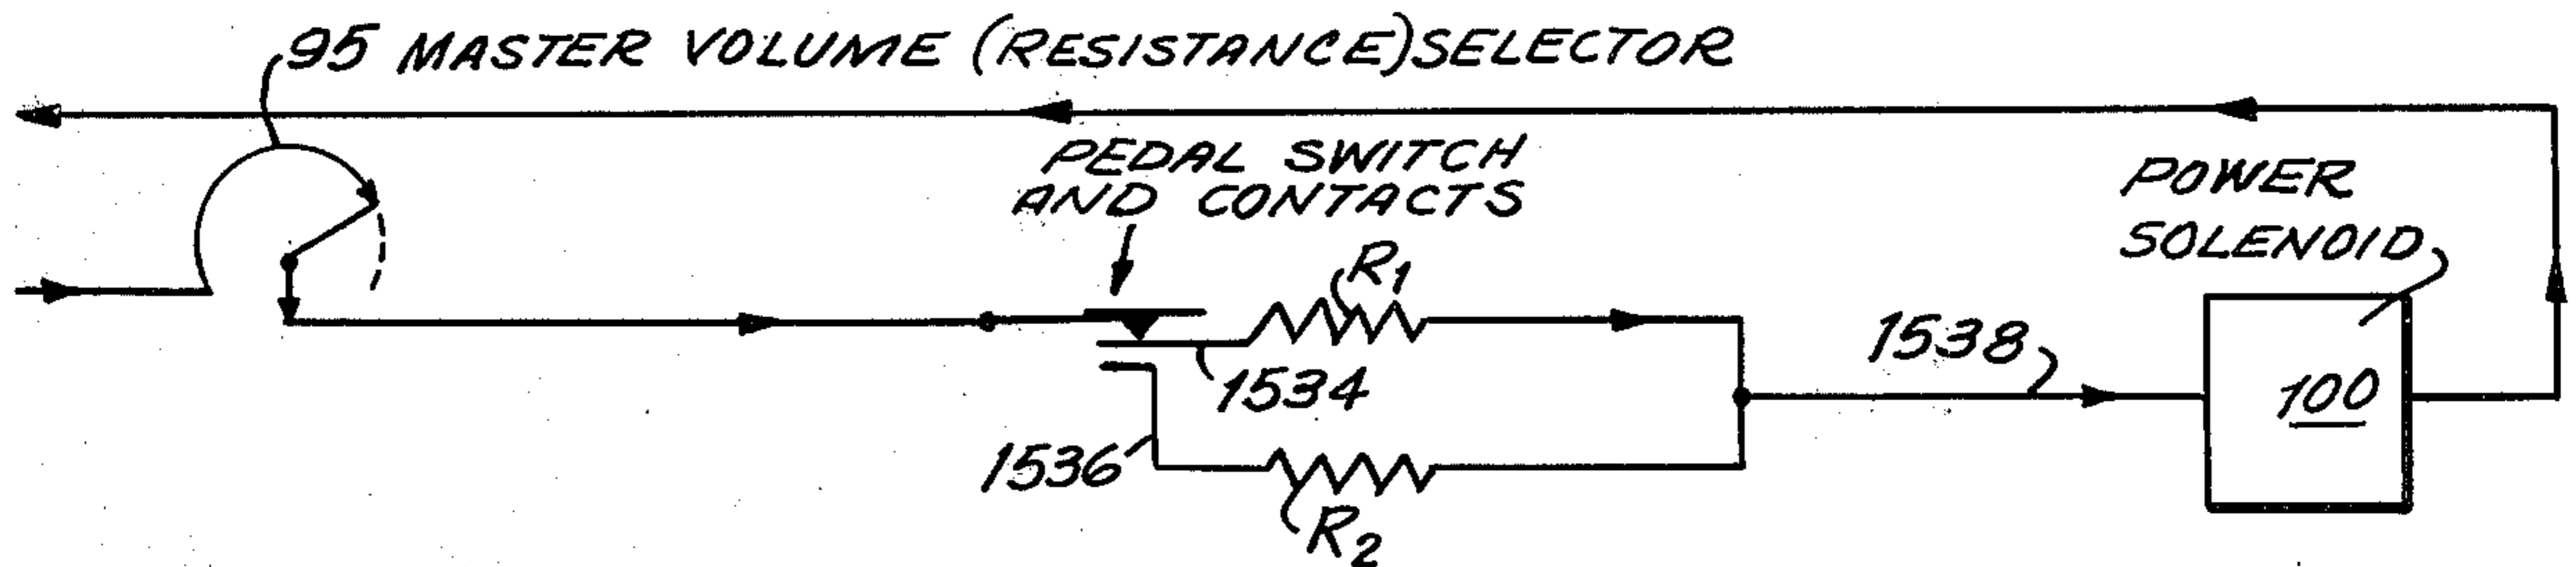 95 MASTER VOLUME (RESISTANCE) SELECTOR
PEDAL SWITCH
AND CONTACTS
POWER
SOLENOID
R1
1534
1538
100
1536
R2